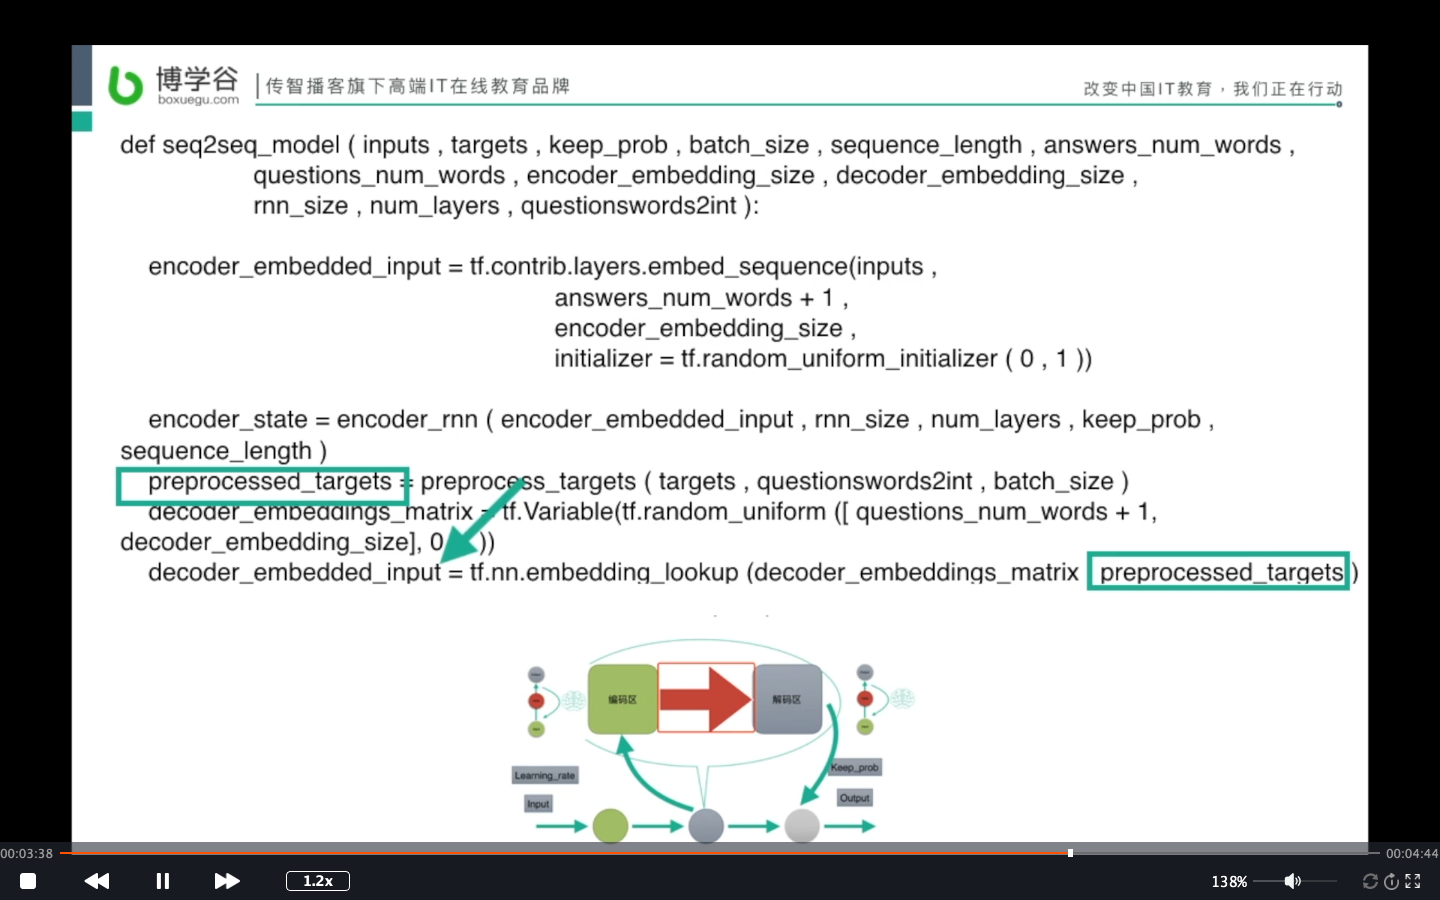 博学谷
boxuegu.com
传智播客旗下高端IT在线教育品牌
改变中国IT教育，我们正在行动
def seq2seq_model ( inputs , targets , keep_prob , batch_size , sequence_length , answers_num_words ,
questions_num_words , encoder_embedding_size , decoder_embedding_size ,
rnn_size , num_layers , questionswords2int ):
encoder_embedded_input = tf.contrib.layers.embed_sequence(inputs ,
answers_num_words + 1 ,
encoder_embedding_size ,
initializer = tf.random_uniform_initializer ( 0 , 1 ))
encoder_state = encoder_rnn ( encoder_embedded_input , rnn_size , num_layers , keep_prob ,
sequence_length )
preprocessed_targets = preprocess_targets ( targets , questionswords2int , batch_size )
decoder_embeddings_matrix = tf.Variable(tf.random_uniform ([ questions_num_words + 1,
decoder_embedding_size], 0 ))
decoder_embedded_input = tf.nn.embedding_lookup (decoder_embeddings_matrix preprocessed_targets )
编码区
解码区
Learning_rate
Keep_prob
Input
Output
00:03:38
00:04:44
1.2x
138%